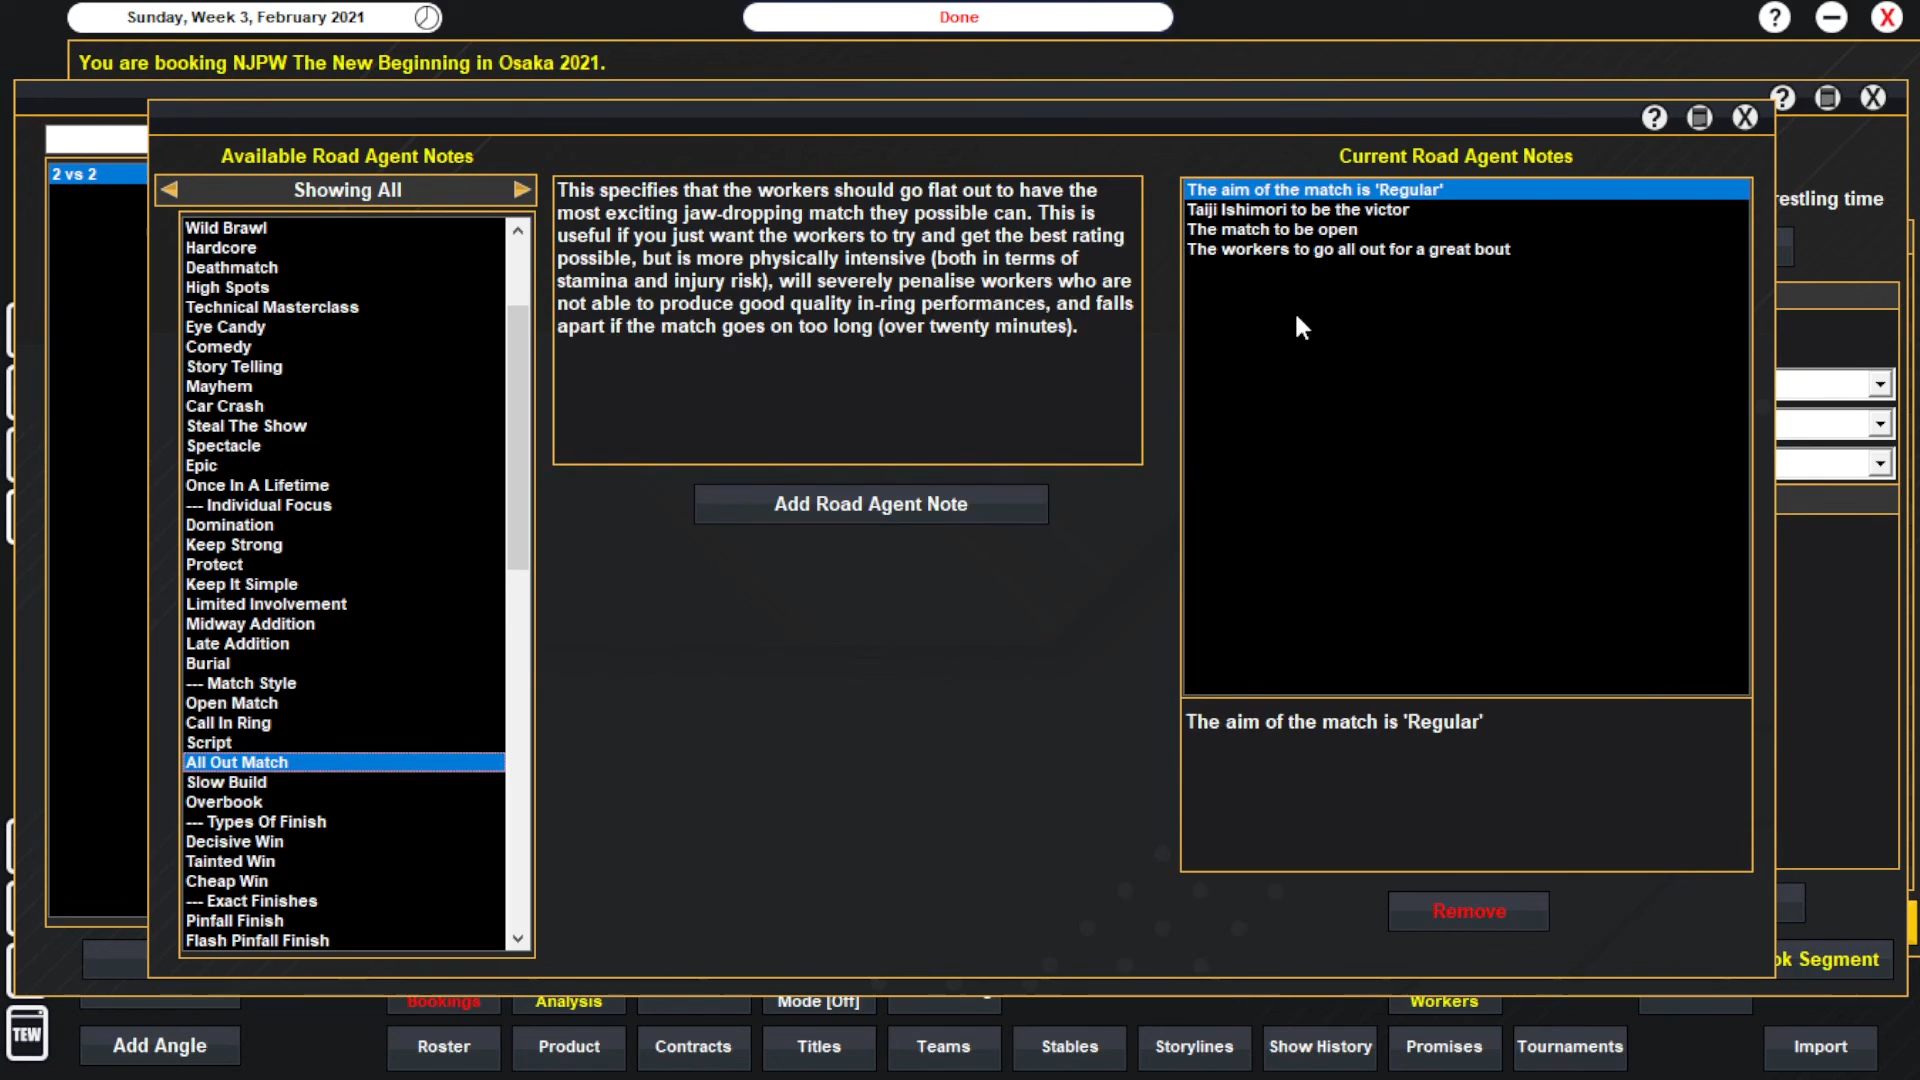 Sunday, Week 3, February 2021
Done
?
X
You are booking NJPW The New Beginning in Osaka 2021.
?
X
?
X
2 vs 2
Available Road Agent Notes
Showing All
Wild Brawl
Hardcore
Deathmatch
High Spots
Technical Masterclass
Eye Candy
Comedy
Story Telling
Mayhem
Car Crash
Steal The Show
Spectacle
Epic
Once In A Lifetime
--- Individual Focus
Domination
Keep Strong
Protect
Keep It Simple
Limited Involvement
Midway Addition
Late Addition
Burial
--- Match Style
Open Match
Call In Ring
Script
All Out Match
Slow Build
Overbook
--- Types Of Finish
Decisive Win
Tainted Win
Cheap Win
--- Exact Finishes
Pinfall Finish
Flash Pinfall Finish
This specifies that the workers should go flat out to have the
most exciting jaw-dropping match they possible can. This is
useful if you just want the workers to try and get the best rating
possible, but is more physically intensive (both in terms of
stamina and injury risk), will severely penalise workers who are
not able to produce good quality in-ring performances, and falls
apart if the match goes on too long (over twenty minutes).
Add Road Agent Note
Current Road Agent Notes
The aim of the match is 'Regular'
Taiji Ishimori to be the victor
The match to be open
The workers to go all out for a great bout
The aim of the match is 'Regular'
Remove
restling time
ok Segment
Bookings
Analysis
Mode [Off]
Workers
TEW
Add Angle
Roster
Product
Contracts
Titles
Teams
Stables
Storylines
Show History
Promises
Tournaments
Import